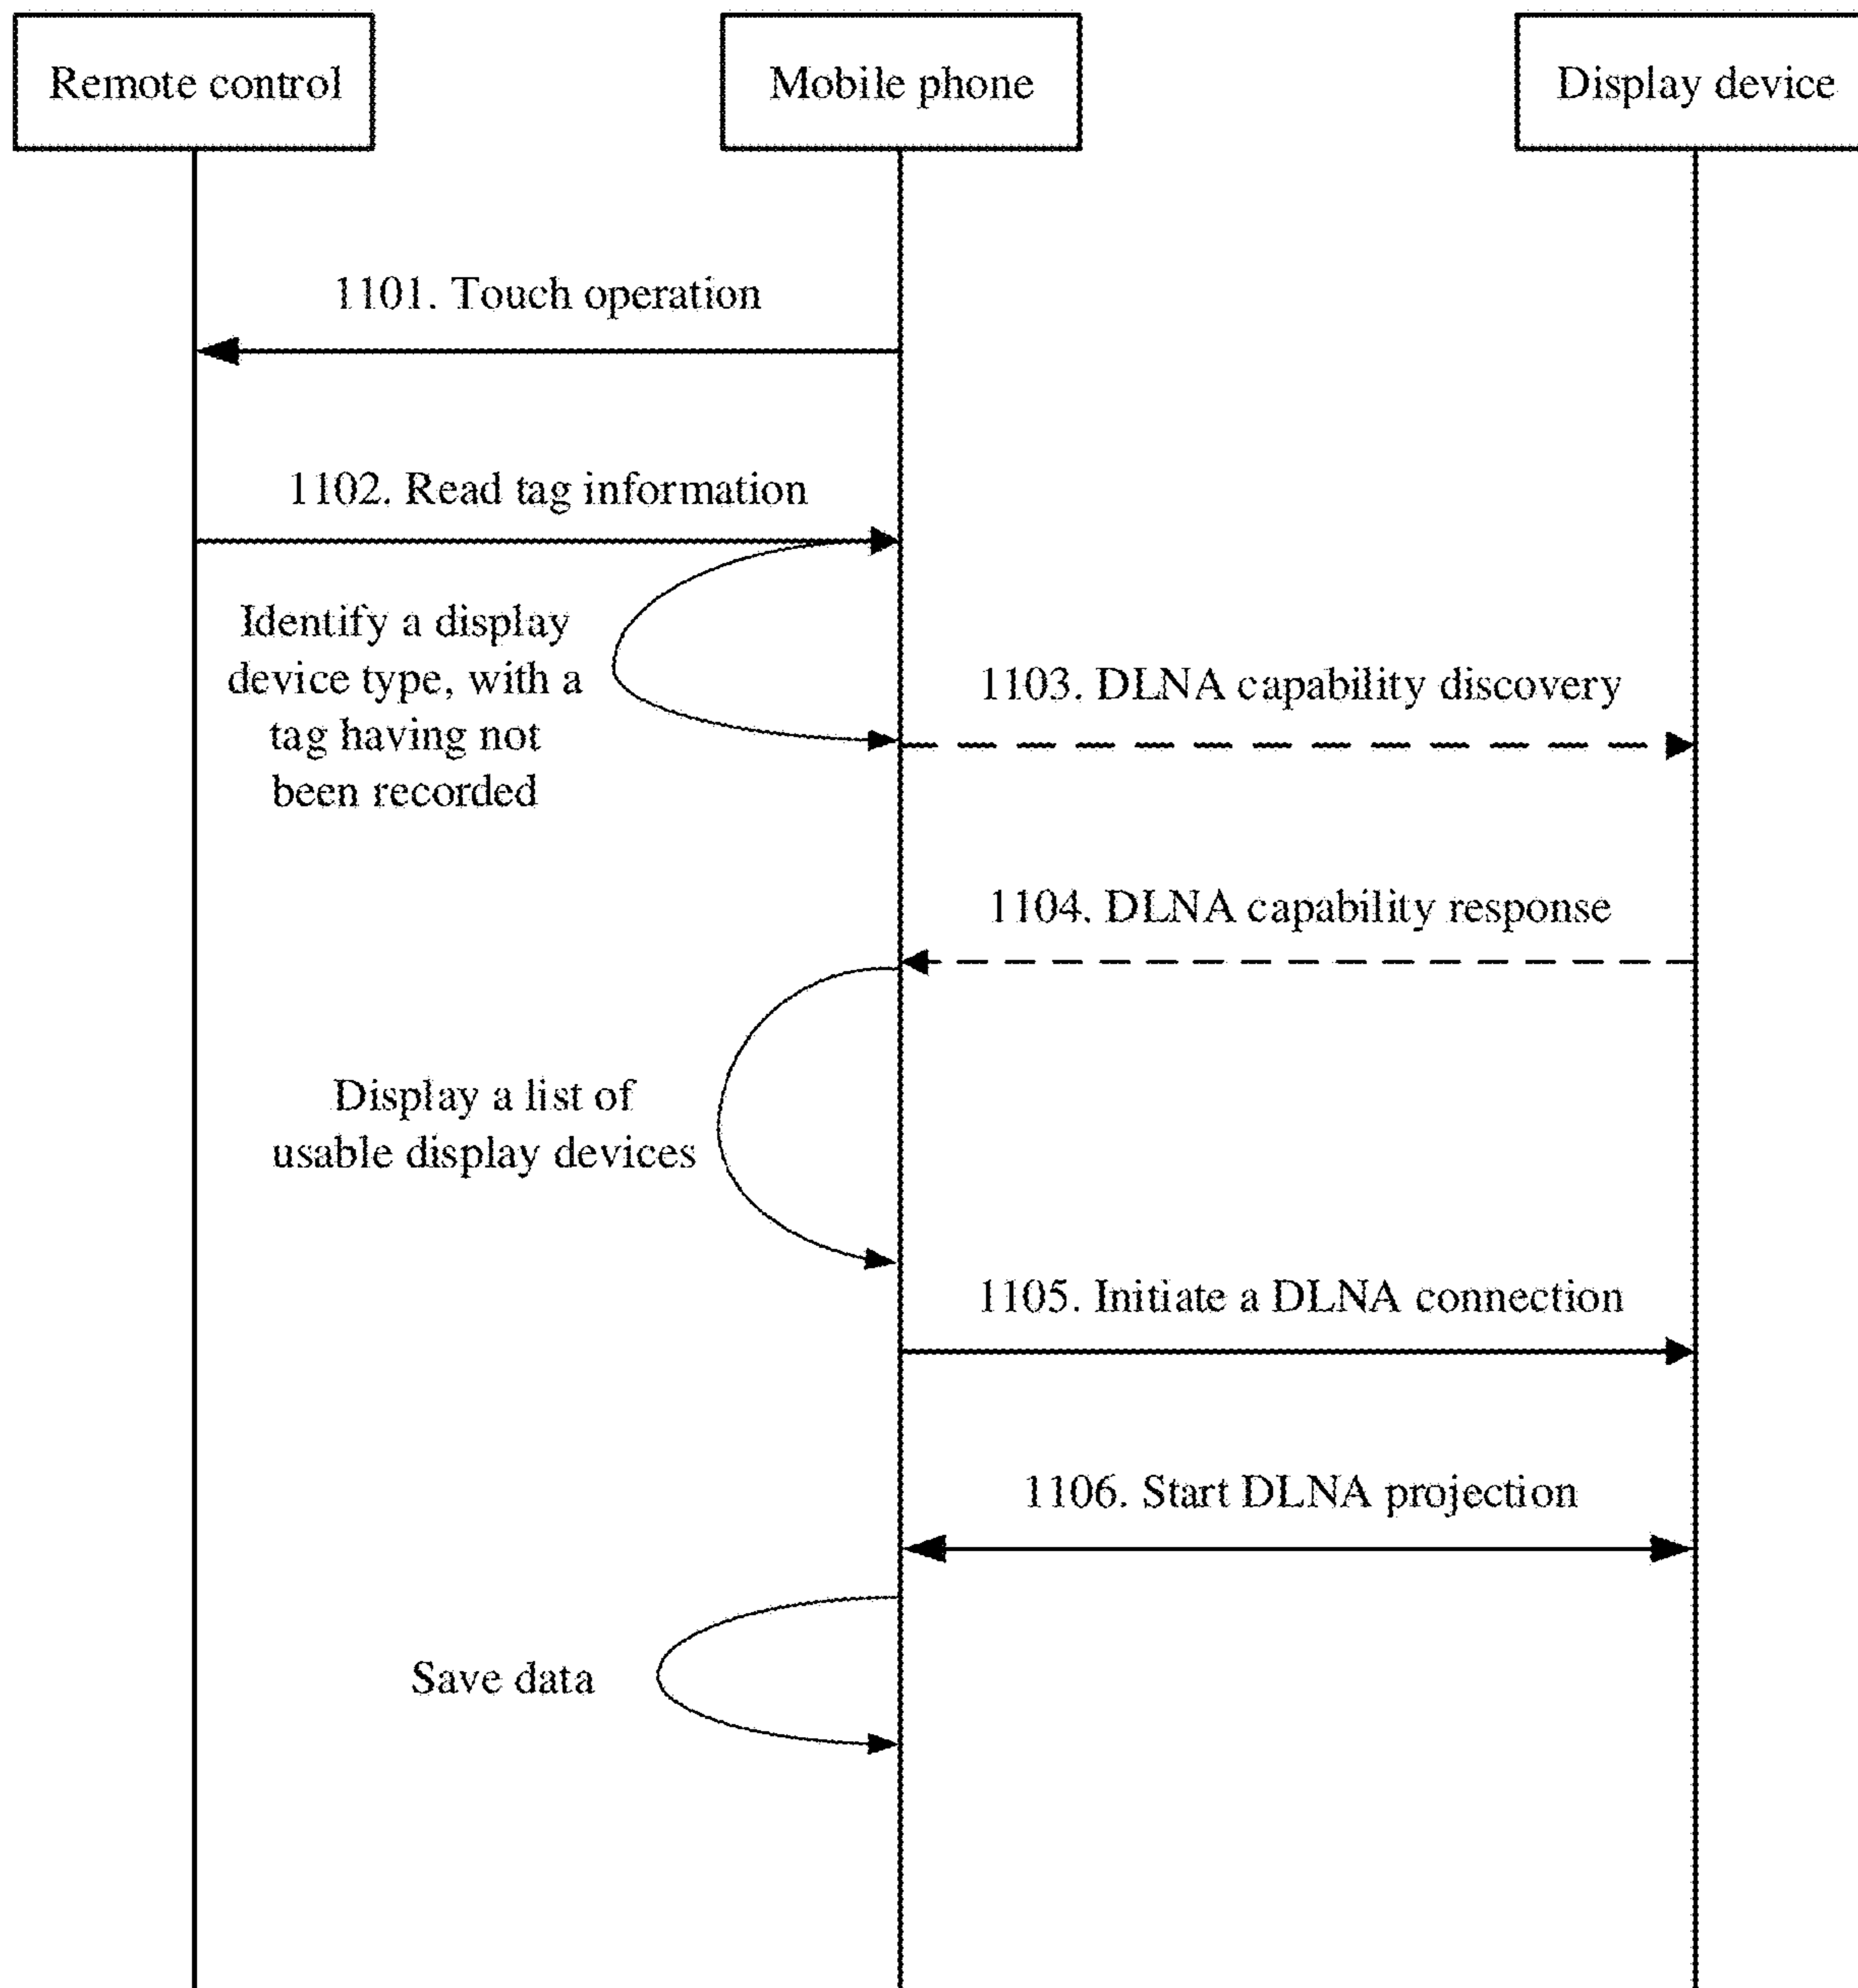 Remote control
Mobile phone
Display device
1101. Touch operation
1102. Read tag information
Identify a display
device type, with a
tag having not
been recorded
1103. DLNA capability discovery
1104. DLNA capability response
Display a list of
usable display devices
1105. Initiate a DLNA connection
1106. Start DLNA projection
Save data